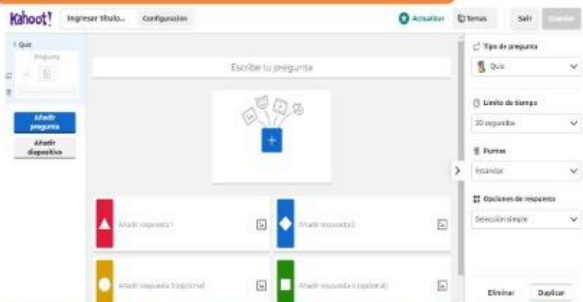 Kahoot!
Ingresar título...
Configuración
Actualizar
Temas
Salir
Guardar
1 Quiz
Pregunta
Añadir pregunta
Añadir diapositiva
Escribe tu pregunta
Añadir respuesta 1
Añadir respuesta 2
Añadir respuesta 3 (opcional)
Añadir respuesta 4 (opcional)
Tipo de pregunta
Quiz
Límite de tiempo
20 segundos
Puntos
Estándar
Opciones de respuesta
Selección simple
Eliminar
Duplicar